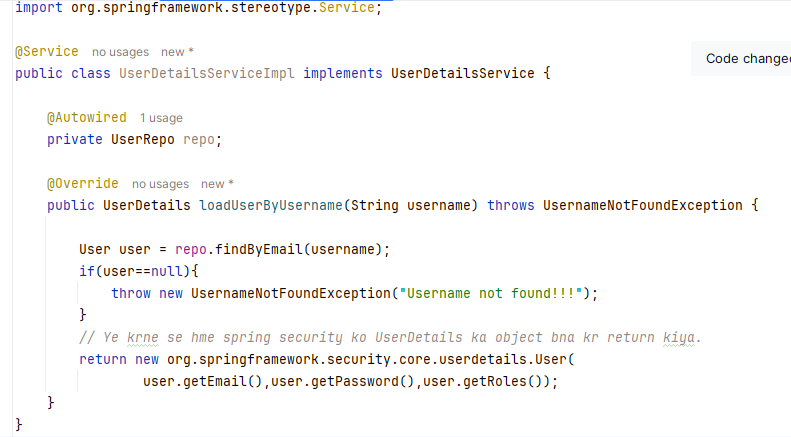 import org.springframework.stereotype.Service;
@Service no usages new *
public class UserDetailsServiceImpl implements UserDetailsService {
Code changed
@Autowired 1 usage
private UserRepo repo;
@Override no usages new *
public UserDetails loadUserByUsername(String username) throws UsernameNotFoundException {
User user = repo.findByEmail(username);
if(user==null){
throw new UsernameNotFoundException("Username not found!!!");
}
// Ye krne se hme spring security ko UserDetails ka object bna kr return kiya.
return new org.springframework.security.core.userdetails.User(
user.getEmail(),user.getPassword(),user.getRoles());
}
}